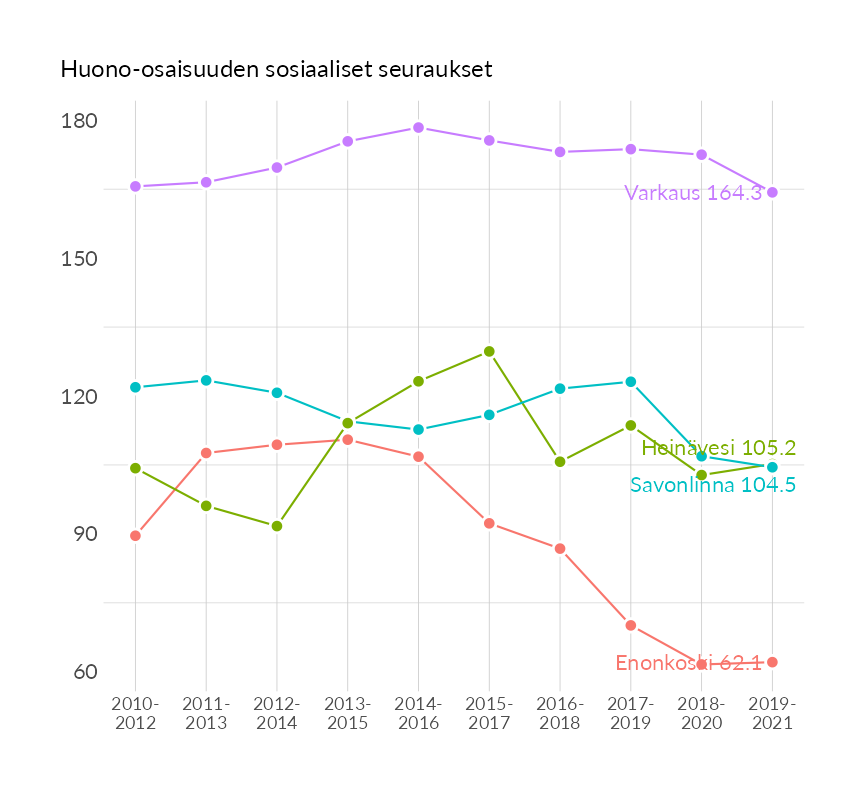 Huono-osaisuuden sosiaaliset seuraukset
180
Varkaus 164.3
150
120
Heinävesi 105.2
Savonlinna 104.5
90
Enonkoski 62.1
60
2010- 2011- 2012- 2013- 2014- 2015- 2016- 2017- 2018- 2019-
2012 2013 2014 2015 2016 2017 2018 2019 2020 2021